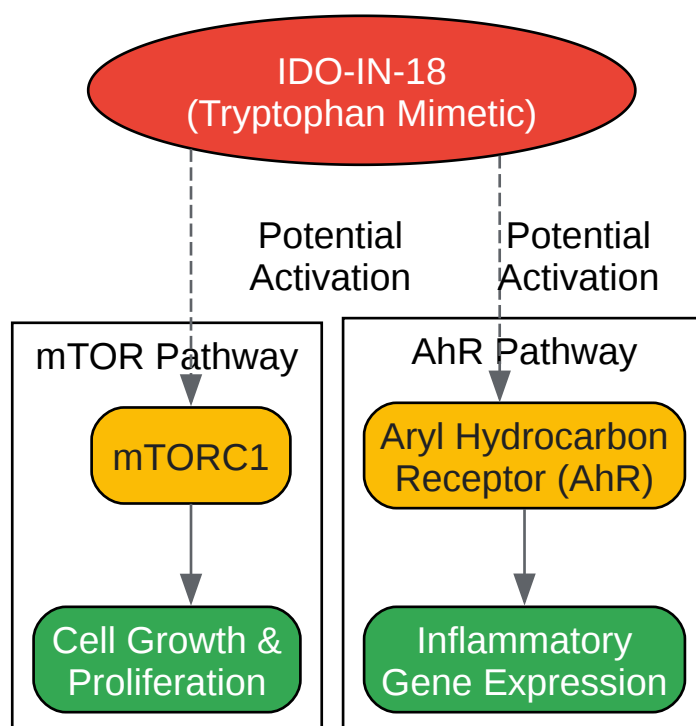 IDO-IN-18
(Tryptophan Mimetic)
Potential
Activation
Potential
Activation
mTOR Pathway
mTORC1
Cell Growth &
Proliferation
AhR Pathway
Aryl Hydrocarbon
Receptor (AhR)
Inflammatory
Gene Expression